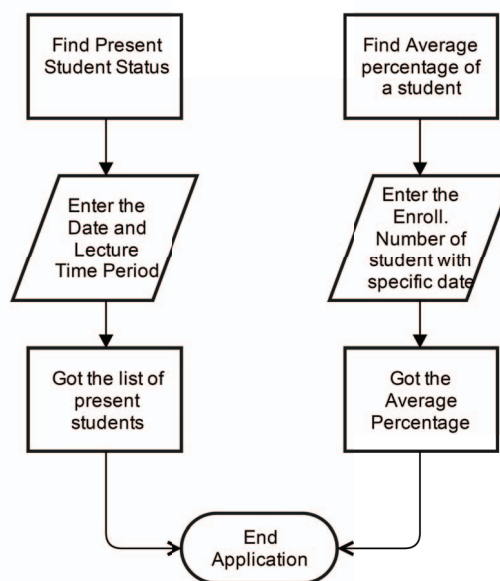 Find Present
Student Status
Find Average
percentage of
a student
Enter the
Date and
Lecture
Time Period
Enter the
Enroll.
Number of
student with
specific date
Got the list of
present
students
Got the
Average
Percentage
End
Application